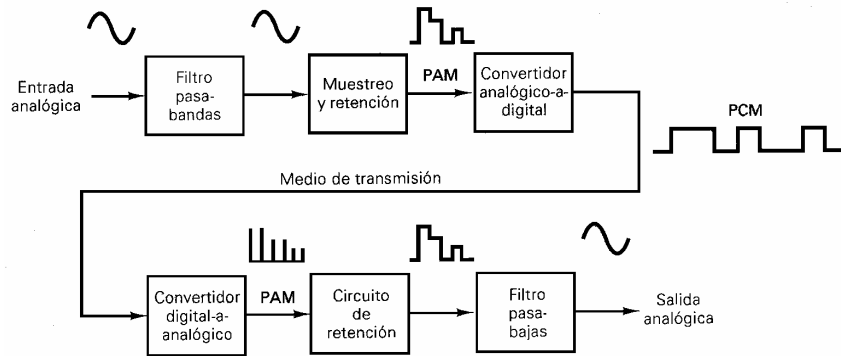 Entrada
analógica
Filtro
pasa-
bandas
Muestreo
y retención
PAM
Convertidor
analógico-a-
digital
PCM
Medio de transmisión
Convertidor
digital-a-
analógico
PAM
Circuito
de
retención
Filtro
pasa-
bajas
Salida
analógica